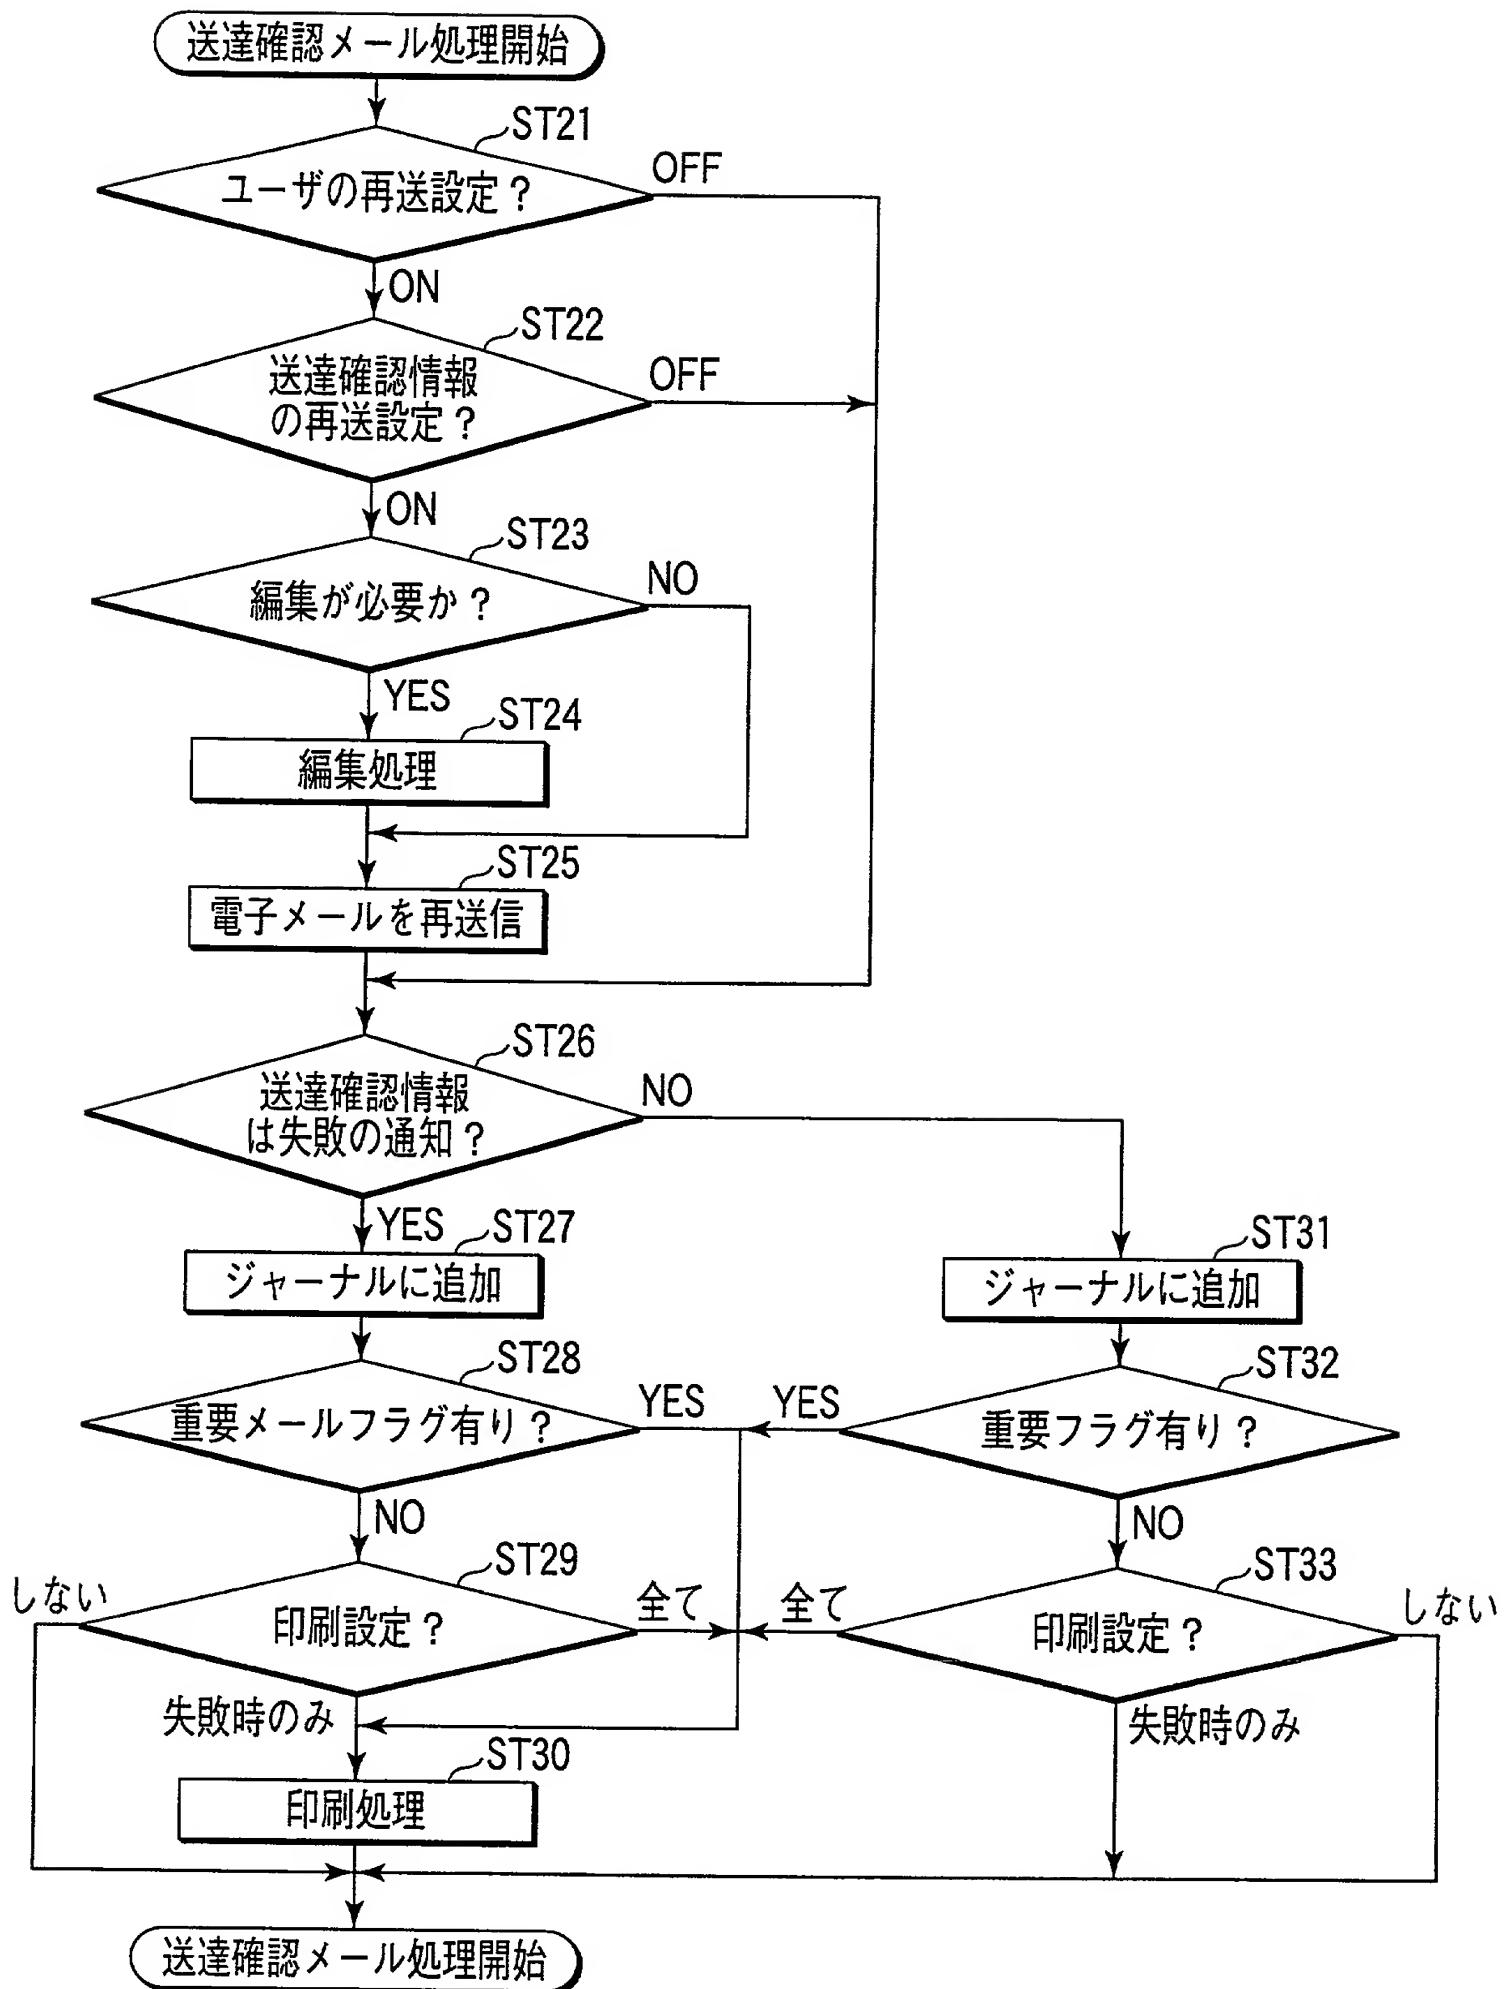 送達確認メール処理開始
ST21
ユーザの再送設定？
OFF
ON
ST22
送達確認情報
の再送設定？
OFF
ON
ST23
編集が必要か？
NO
YES
ST24
編集処理
ST25
電子メールを再送信
ST26
送達確認情報
は失敗の通知？
NO
YES
ST27
ジャーナルに追加
ST31
ジャーナルに追加
ST28
重要メールフラグ有り？
YES
YES
ST32
重要フラグ有り？
NO
NO
ST29
しない
印刷設定？
全て
全て
ST33
印刷設定？
しない
失敗時のみ
失敗時のみ
ST30
印刷処理
送達確認メール処理開始